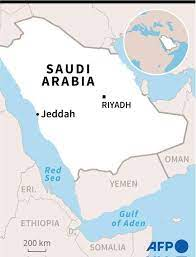 SAUDI
ARABIA
RIYADH
Jeddah
Red
Sea
OMAN
YEMEN
ERI.
Gulf
of Aden
ETHIOPIA
SOMALIA
200 km
AFP